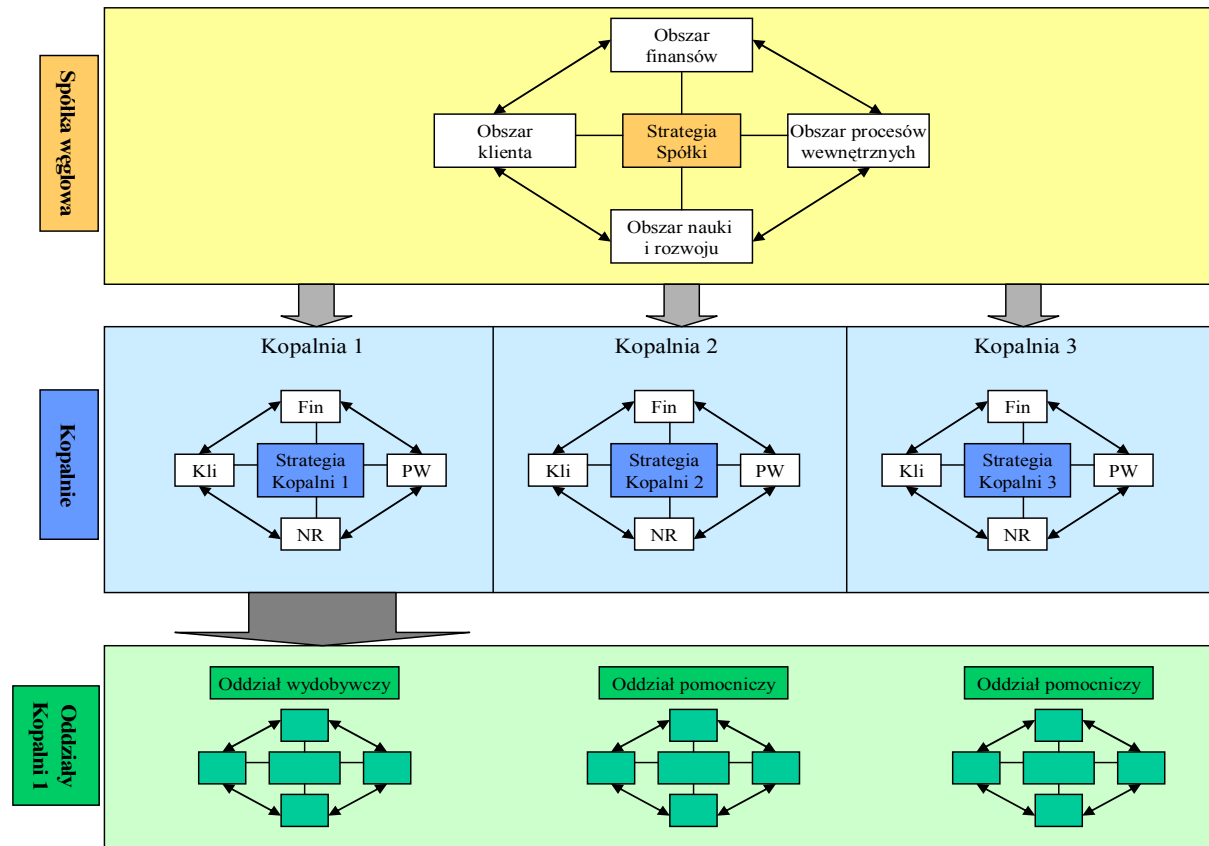 Spółka węglowa
Obszar
finansów
Obszar
klienta
Strategia
Spółki
Obszar procesów
wewnętrznych
Obszar nauki
i rozwoju
Kopalnie
Kopalnia 1
Kopalnia 2
Kopalnia 3
Fin
Kli
Strategia
Kopalni 1
PW
NR
Fin
Kli
Strategia
Kopalni 2
PW
NR
Fin
Kli
Strategia
Kopalni 3
PW
NR
Oddziały
Kopalni 1
Oddział wydobywczy
Oddział pomocniczy
Oddział pomocniczy